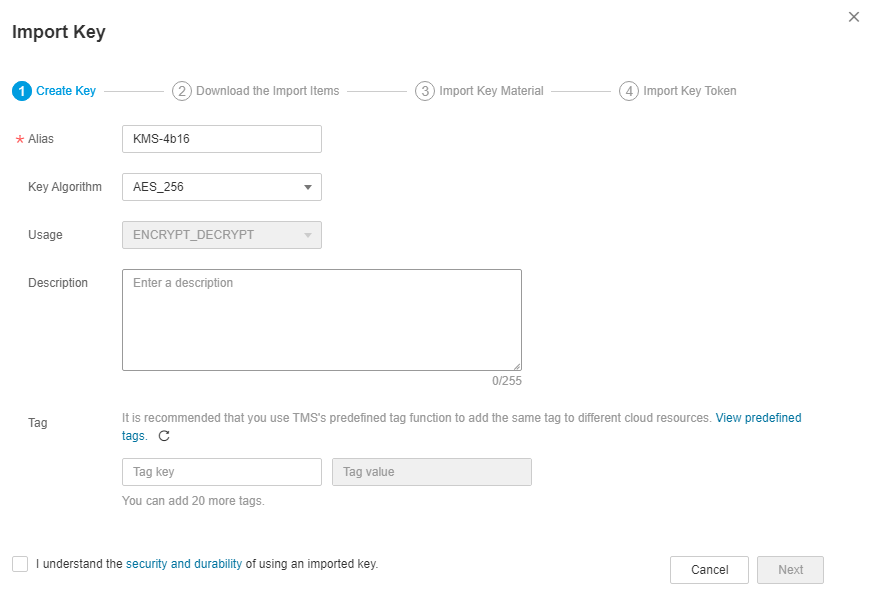 Import Key
1 Create Key 2 Download the Import Items 3 Import Key Material 4 Import Key Token
* Alias KMS-4b16
Key Algorithm AES_256
Usage ENCRYPT_DECRYPT
Description Enter a description
0/255
Tag It is recommended that you use TMS's predefined tag function to add the same tag to different cloud resources. View predefined
tags.
Tag key Tag value
You can add 20 more tags.
I understand the security and durability of using an imported key.
Cancel Next